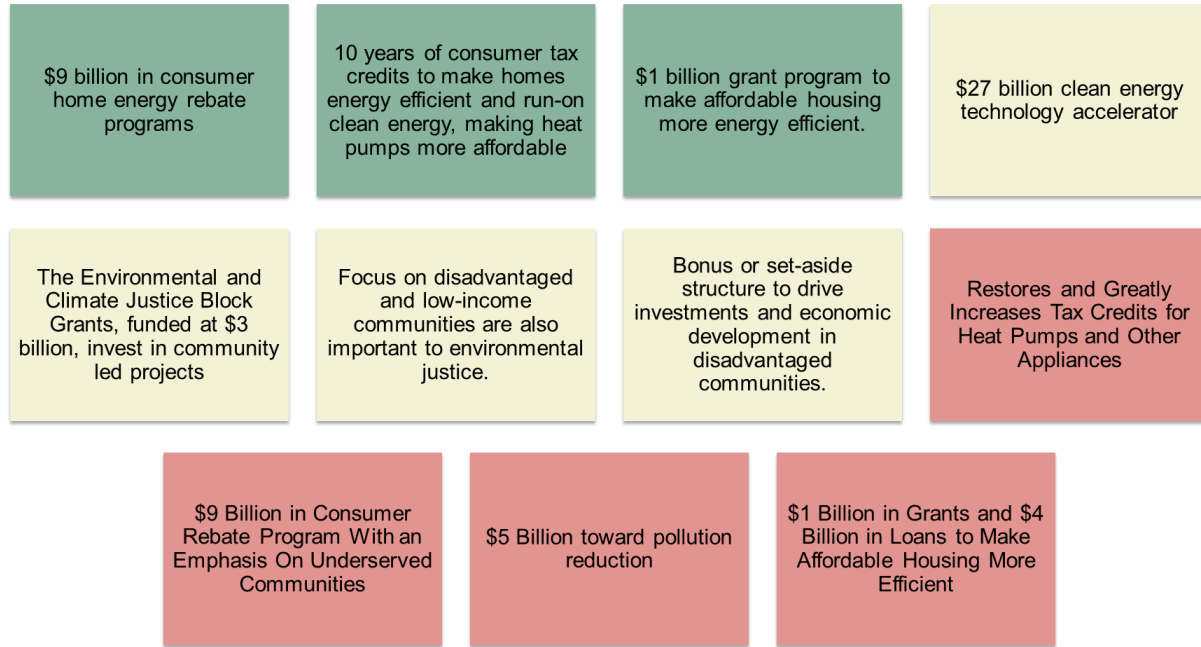 $9 billion in consumer
home energy rebate
programs
10 years of consumer tax
credits to make homes
energy efficient and run-on
clean energy, making heat
pumps more affordable
$1 billion grant program to
make affordable housing
more energy efficient.
$27 billion clean energy
technology accelerator
The Environmental and
Climate Justice Block
Grants, funded at $3
billion, invest in community
led projects
Focus on disadvantaged
and low-income
communities are also
important to environmental
justice.
Bonus or set-aside
structure to drive
investments and economic
development in
disadvantaged
communities.
Restores and Greatly
Increases Tax Credits for
Heat Pumps and Other
Appliances
$9 Billion in Consumer
Rebate Program With an
Emphasis On Underserved
Communities
$5 Billion toward pollution
reduction
$1 Billion in Grants and $4
Billion in Loans to Make
Affordable Housing More
Efficient